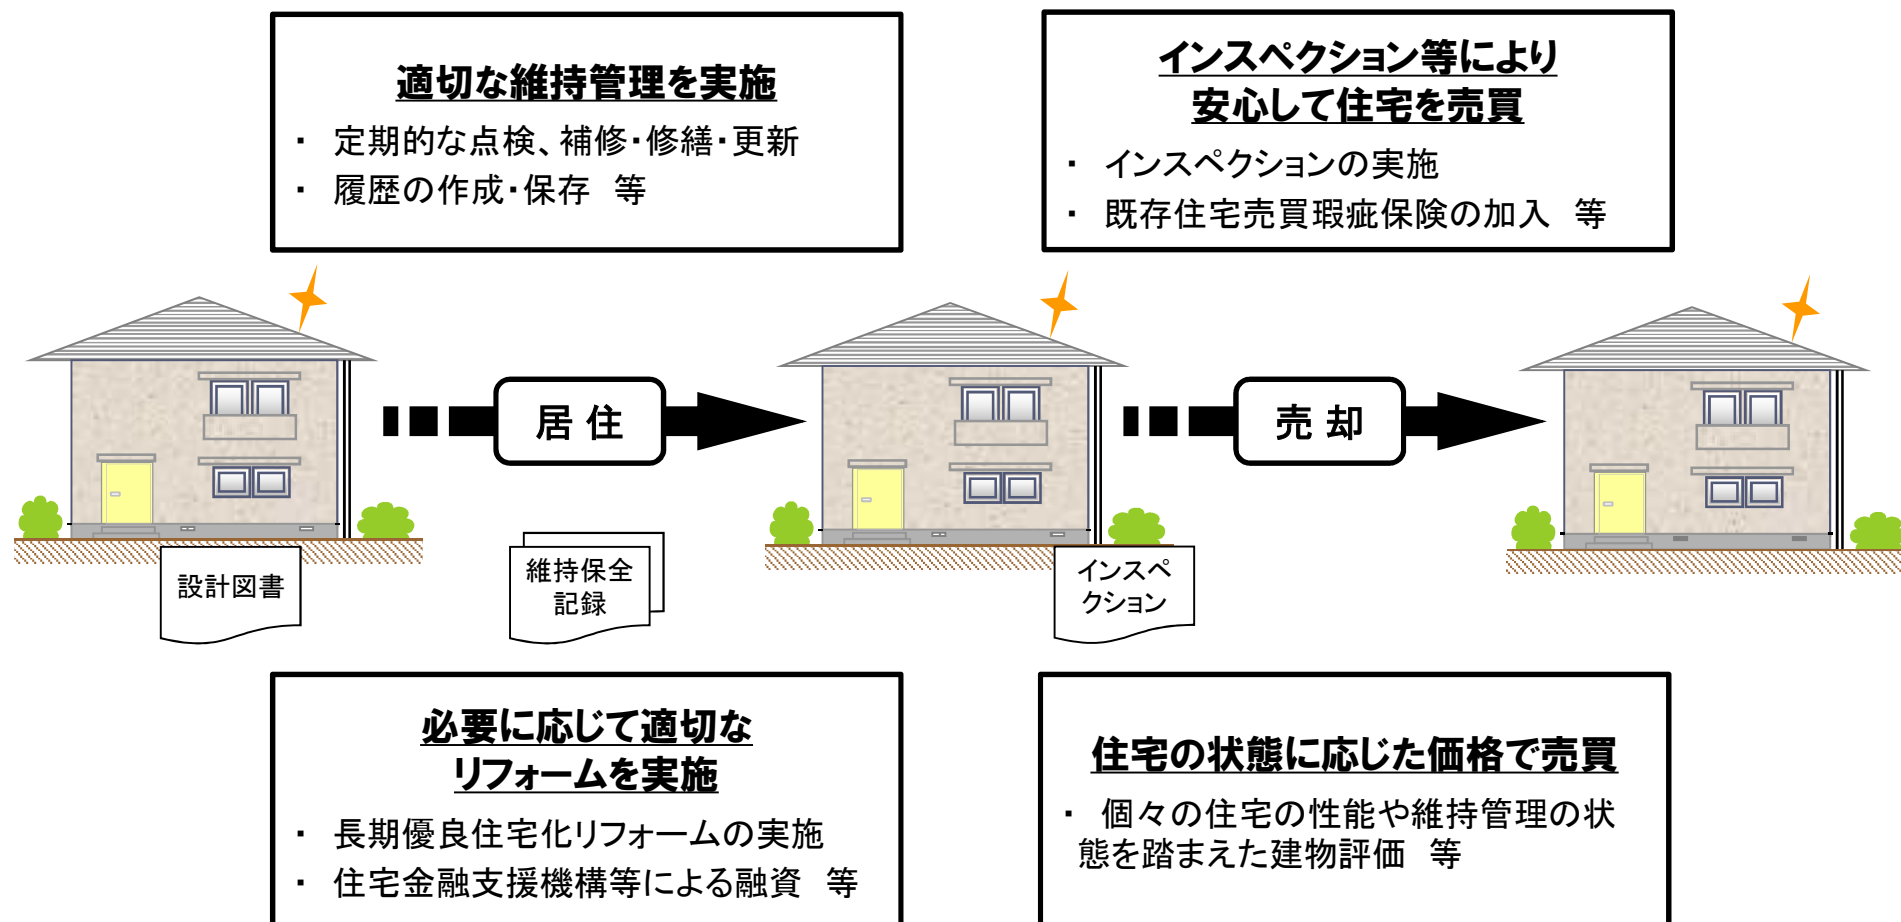 適切な維持管理を実施
・ 定期的な点検、補修・修繕・更新
・ 履歴の作成・保存 等
インスペクション等により
安心して住宅を売買
・ インスペクションの実施
・ 既存住宅売買瑕疵保険の加入 等
居 住
売 却
設計図書
維持保全
記録
インスペ
クション
必要に応じて適切な
リフォームを実施
・ 長期優良住宅化リフォームの実施
・ 住宅金融支援機構等による融資 等
住宅の状態に応じた価格で売買
・ 個々の住宅の性能や維持管理の状
態を踏まえた建物評価 等